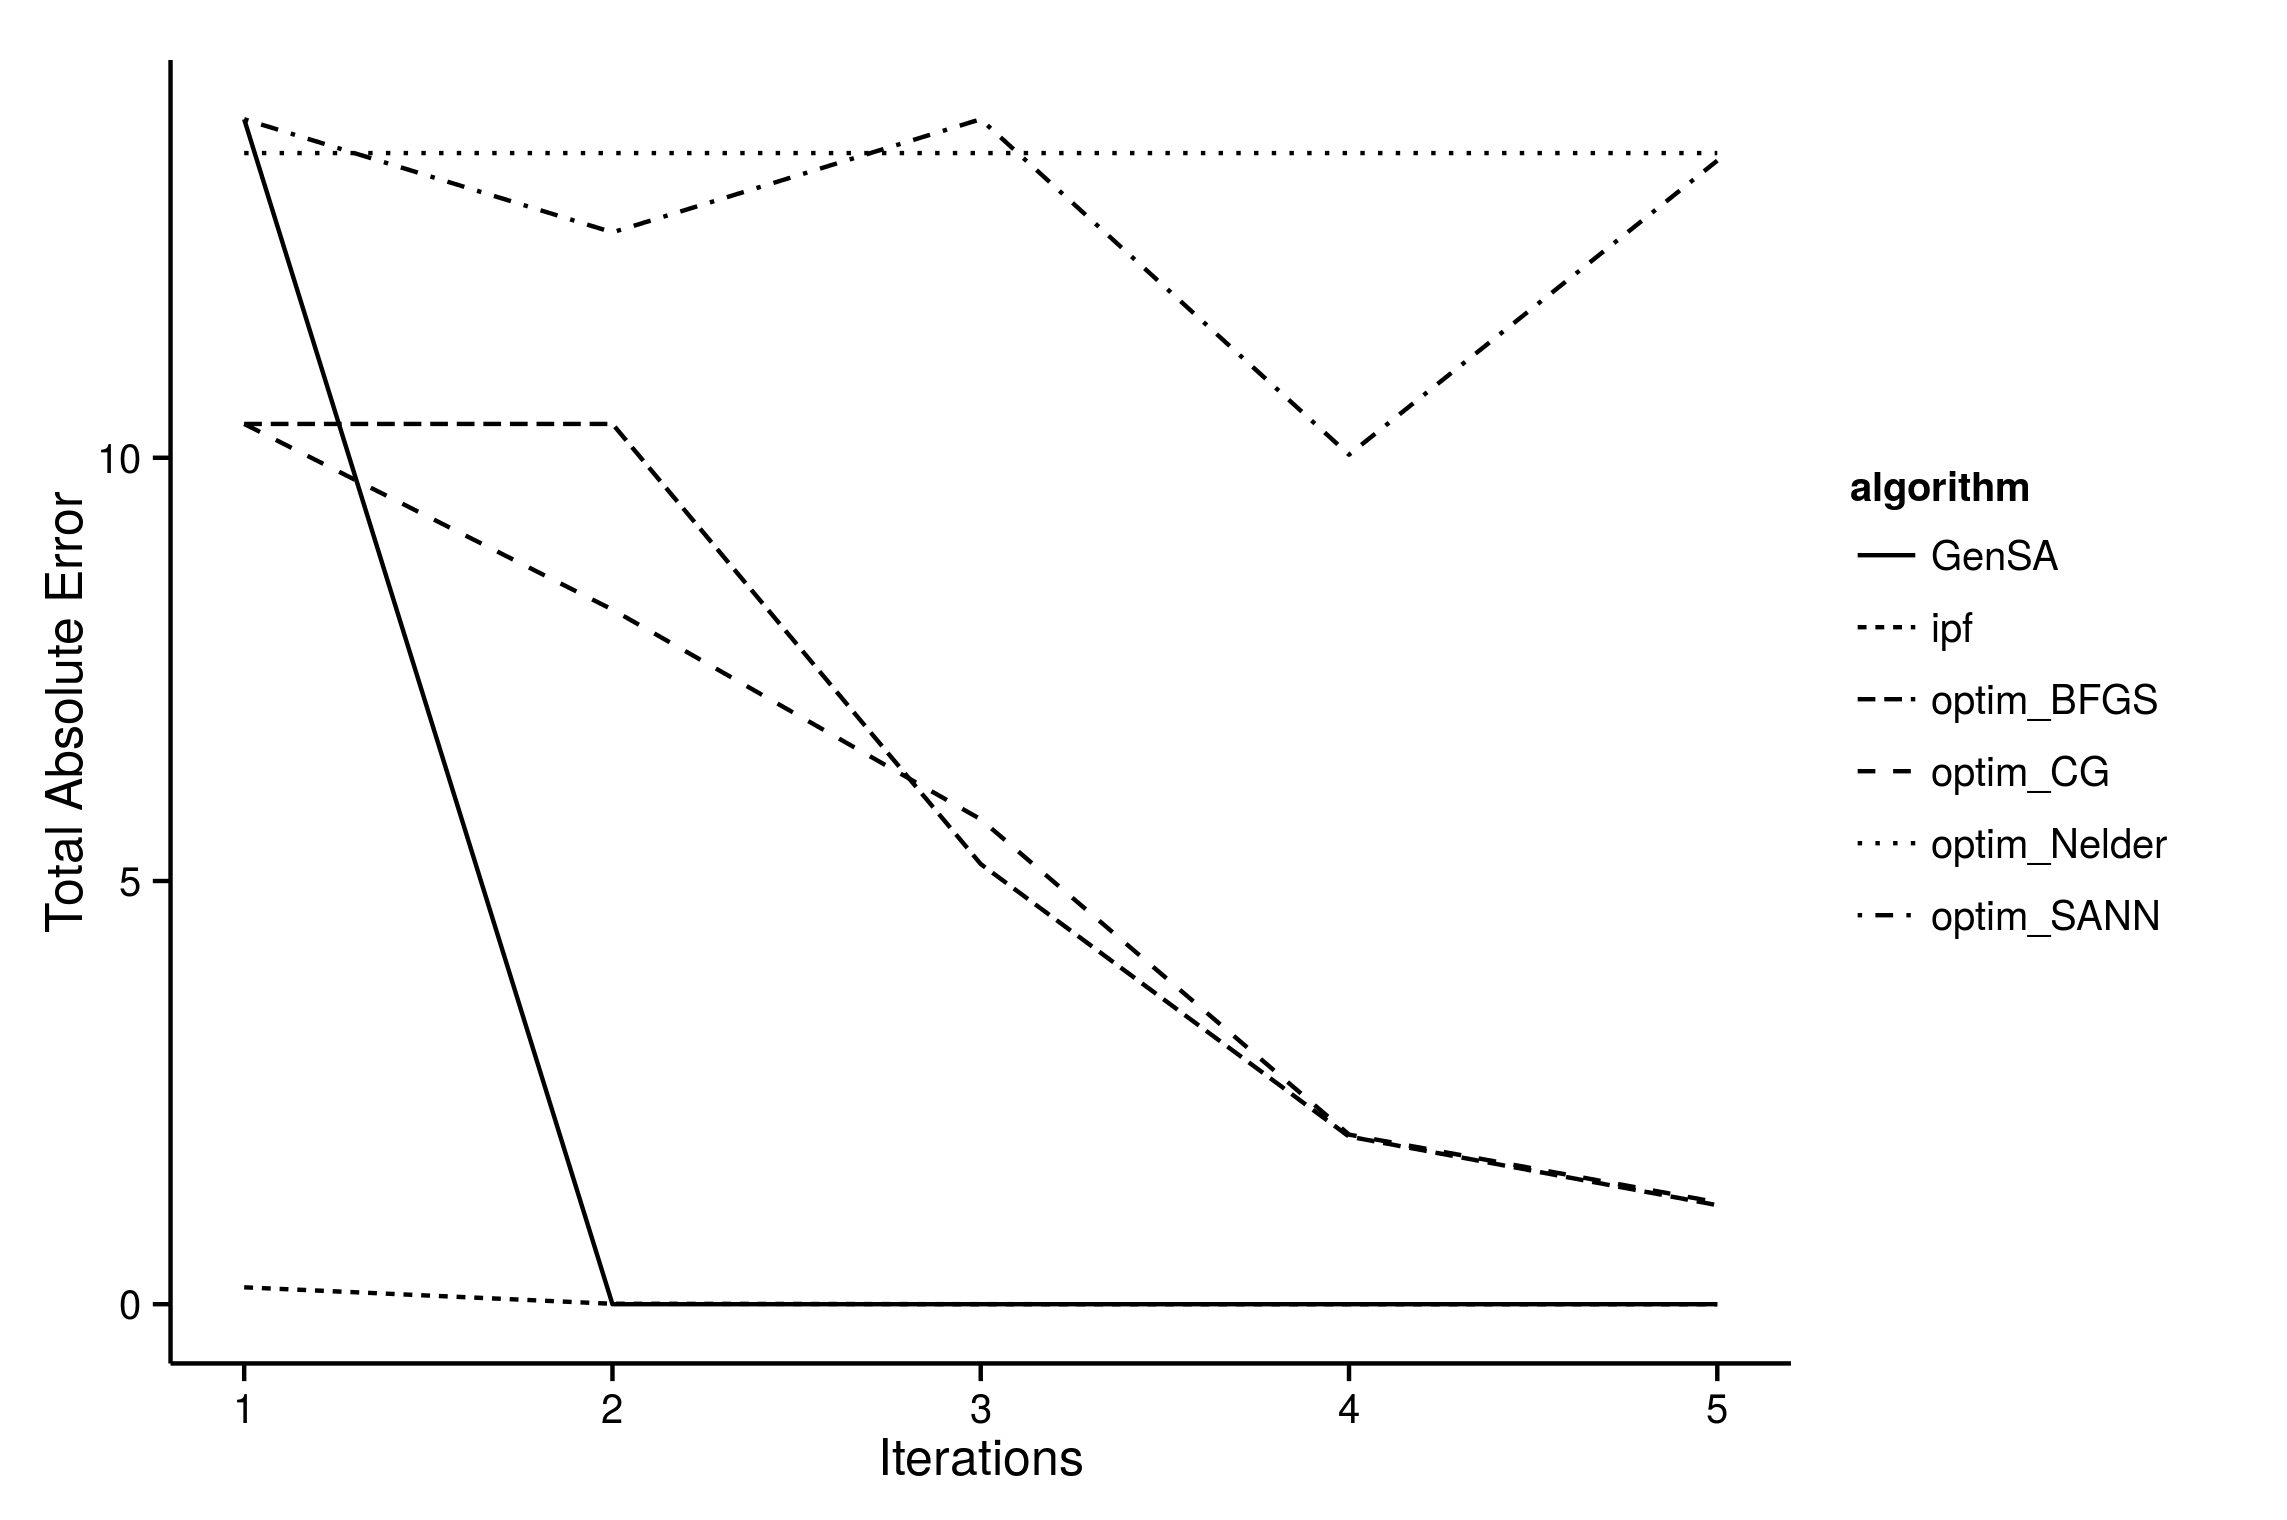 Total Absolute Error
10
5
0
1 2 3 4 5
Iterations
algorithm
GenSA
ipf
optim_BFGS
optim_CG
optim_Nelder
optim_SANN